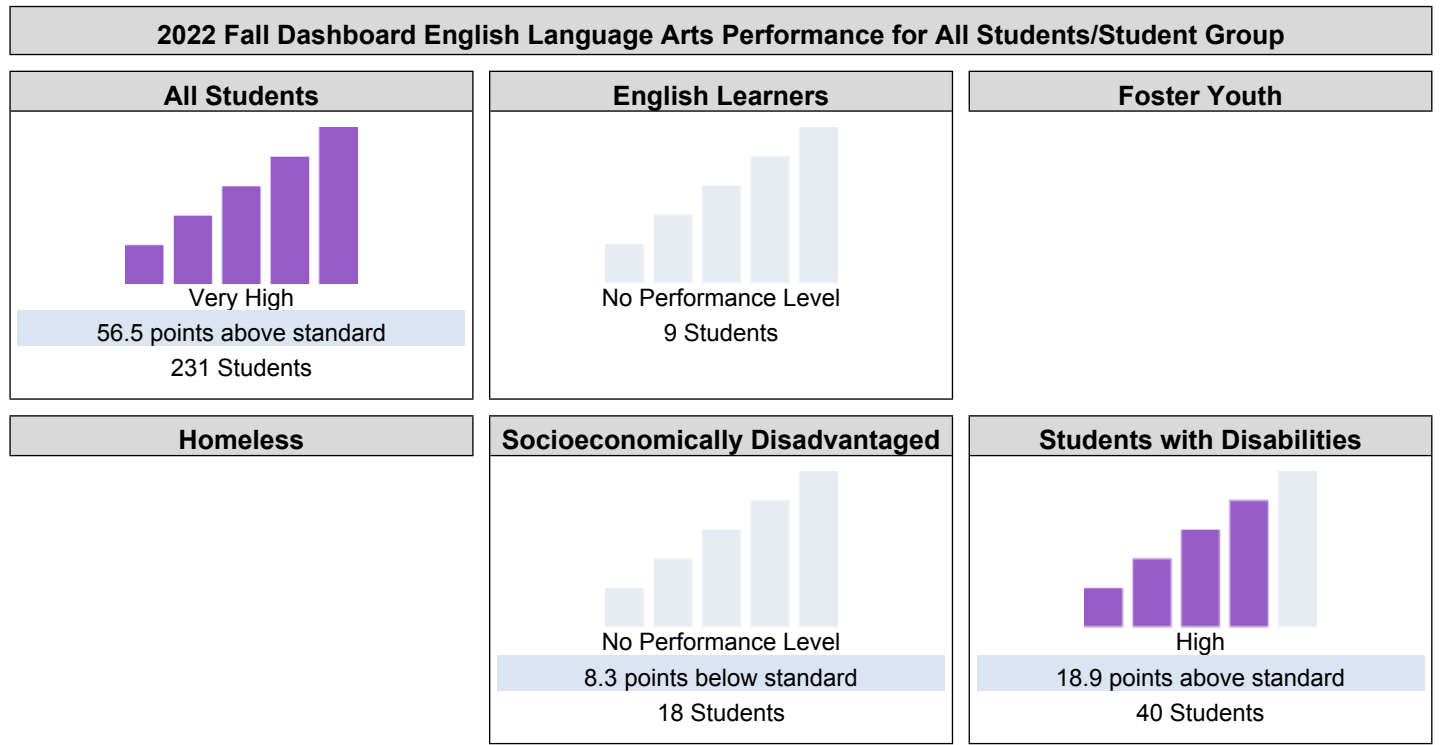 2022 Fall Dashboard English Language Arts Performance for All Students/Student Group
All Students
Very High
56.5 points above standard
231 Students
English Learners
No Performance Level
9 Students
Foster Youth
Homeless
Socioeconomically Disadvantaged
No Performance Level
8.3 points below standard
18 Students
Students with Disabilities
High
18.9 points above standard
40 Students